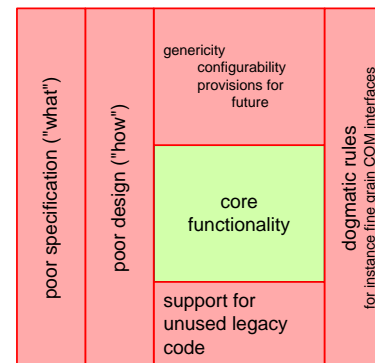 poor specification ("what")
poor design ("how")
genericity
configurability
provisions for
future
core
functionality
support for
unused legacy
code
dogmatic rules
for instance fine grain COM interfaces